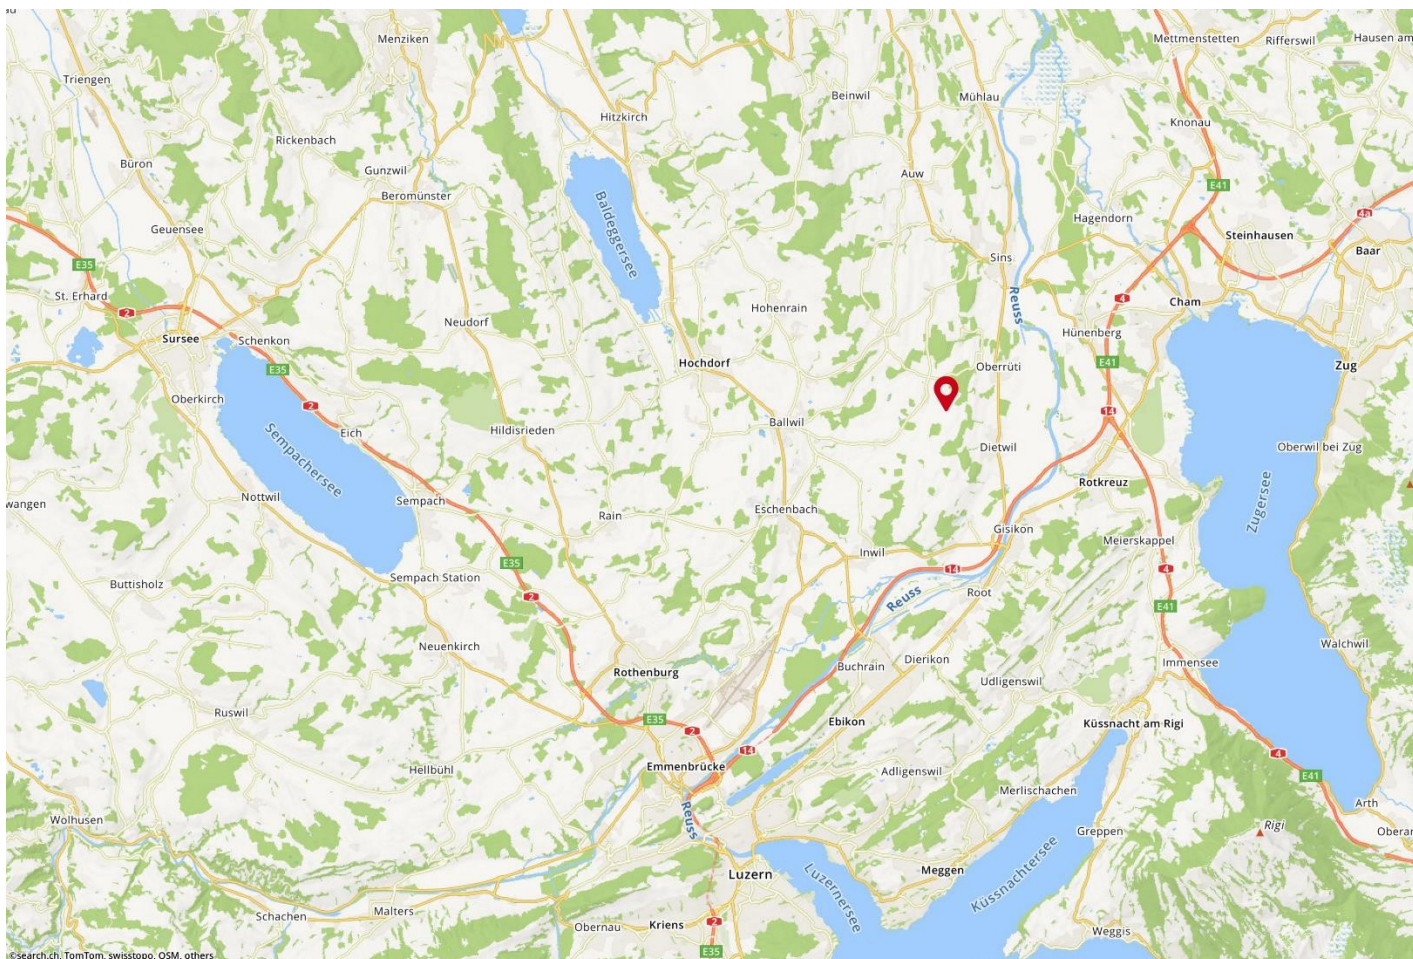 au
Menziken
Mettmenstetten
Rifferswil
Hausen am
Triengen
Beinwil
Mühlau
Hitzkirch
Knonau
Rickenbach
Büron
Gunzwil
Auw
E41
Beromünster
4a
Hagendorn
Geuensee
Baldeggersee
Steinhausen
Baar
E35
Sins
St. Erhard
Reuss
4
Cham
2
Hohenrain
Neudorf
Hünenberg
Sursee
Schenkon
Hochdorf
E41
Oberrüti
Zug
E35
Oberkirch
2
14
Eich
Hildisrieden
Ballwil
Dietwil
Oberwil bei Zug
Sempachersee
Rotkreuz
Nottwil
Sempach
wangen
Eschenbach
Rain
Zugersee
Gisikon
Meierskappel
Inwil
E35
14
4
Sempach Station
Buttisholz
2
Reuss
Root
E41
Neuenkirch
Walchwil
Rothenburg
Buchrain
Dierikon
Immensee
Udligenswil
Ruswil
E35
Ebikon
Küssnacht am Rigi
2
14
4
Hellbühl
Emmenbrücke
Adligenswil
E41
Merlischachen
Arth
Reuss
Wolhusen
Rigi
Greppen
Oberar
Küssnachtersee
Luzern
Meggen
Luzernersee
Malters
Schachen
2
Obernau
Kriens
Weggis
E35
©search.ch, TomTom, swisstopo, OSM, others